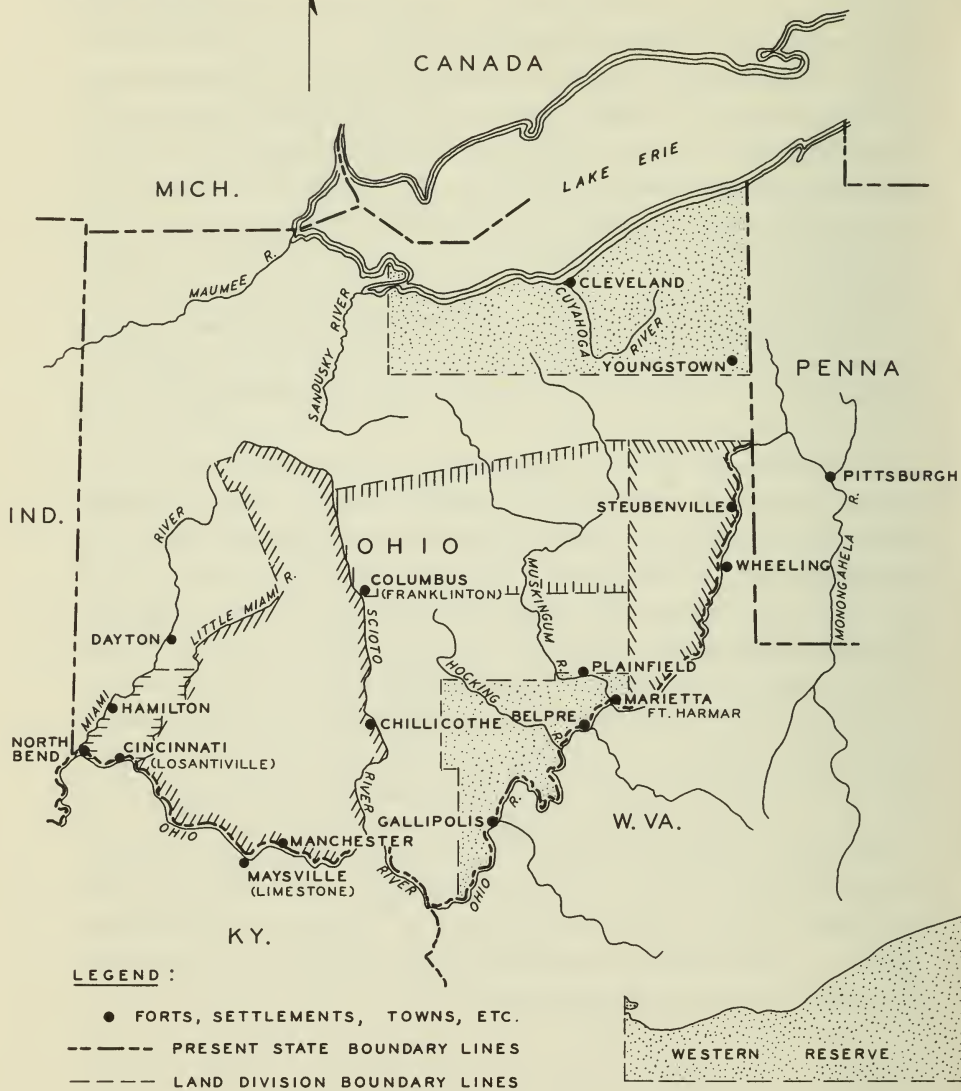 CANADA
LAKE ERIE
MICH.
MAUMEE R.
SANDUSKY RIVER
CLEVELAND
CUYAHOGA
RIVER
YOUNGSTOWN
PENNA
PITTSBURGH
IND.
RIVER
STEUBENVILLE
MONONGAHELA R.
OHIO
WHEELING
COLUMBUS
(FRANKLINTON)
MUSKINGUM
R.
LITTLE MIAMI R.
SCIOTO
DAYTON
HOCKING
R.
PLAINFIELD
MARIETTA
FT. HARMAR
MIAMI
HAMILTON
CHILLICOTHE
BELPRE
NORTH
BEND
CINCINNATI
(LOSANTIVILLE)
RIVER
GALLIPOLIS
R.
W. VA.
OHIO
MANCHESTER
RIVER
OHIO
MAYSVILLE
(LIMESTONE)
KY.
LEGEND :
FORTS, SETTLEMENTS, TOWNS, ETC.
PRESENT STATE BOUNDARY LINES
LAND DIVISION BOUNDARY LINES
WESTERN RESERVE